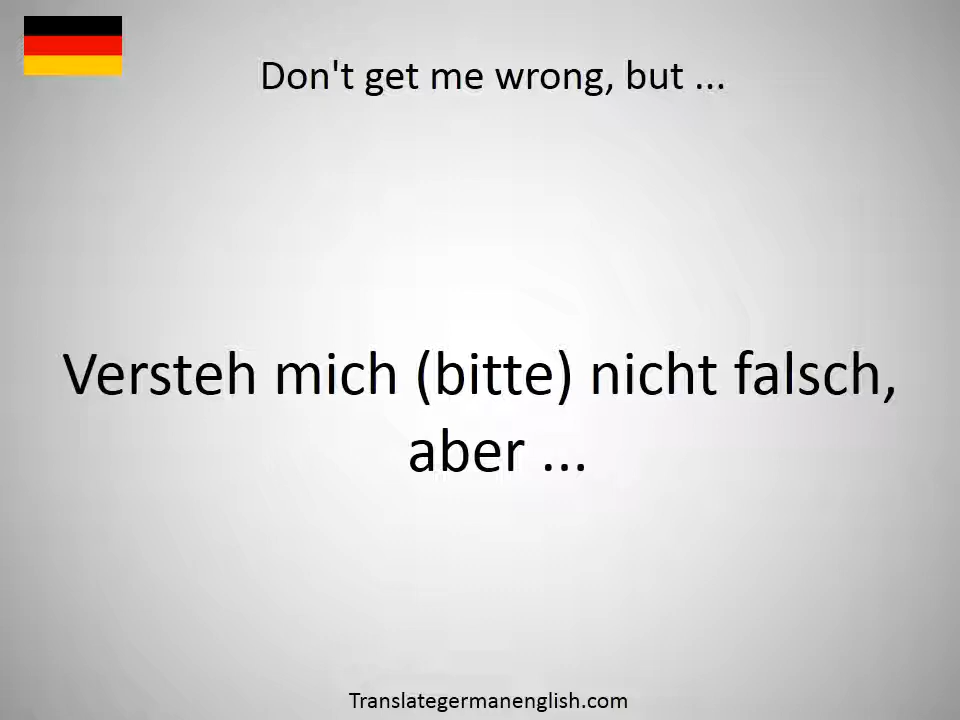 Don't get me wrong, but ...
Versteh mich (bitte) nicht falsch,
aber ...
Translategermanenglish.com